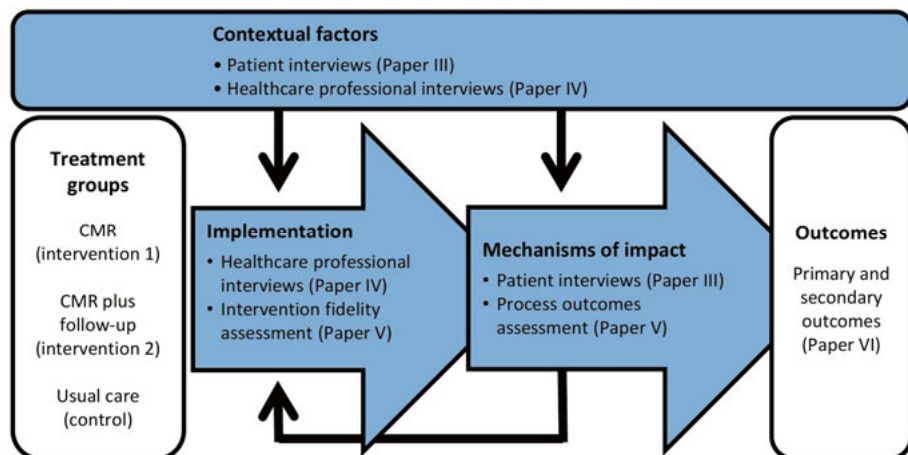 Contextual factors
• Patient interviews (Paper III)
• Healthcare professional interviews (Paper IV)
Treatment
groups
CMR
(intervention 1)
CMR plus
follow-up
(intervention 2)
Usual care
(control)
Implementation
• Healthcare professional
interviews (Paper IV)
• Intervention fidelity
assessment (Paper V)
Mechanisms of impact
• Patient interviews (Paper III)
• Process outcomes
assessment (Paper V)
Outcomes
Primary and
secondary
outcomes
(Paper VI)